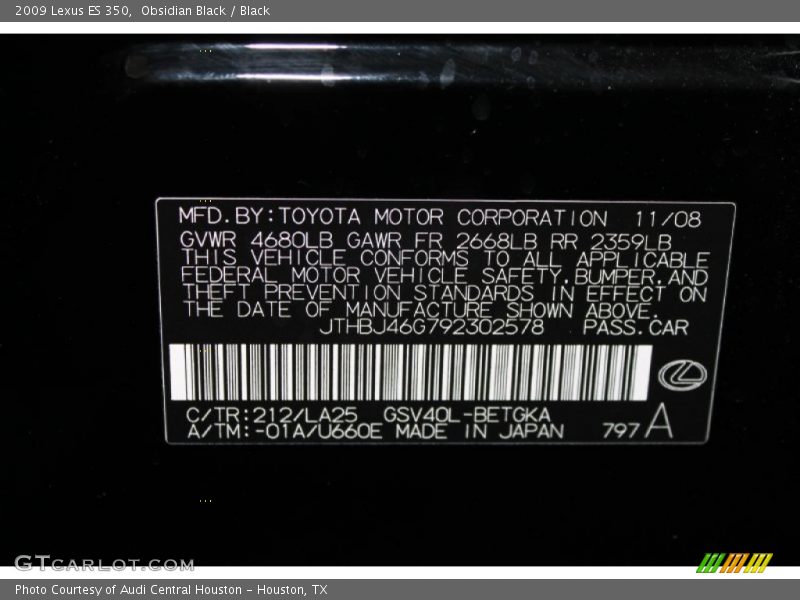 2009 Lexus ES 350,  Obsidian Black / Black
MFD.BY:TOYOTA MOTOR CORPORATION 11/08
GVWR 4680LB GAWR FR 2668LB RR 2359LB
THIS VEHICLE CONFORMS TO ALL APPLICABLE
FEDERAL MOTOR VEHICLE SAFETY,BUMPER,AND
THEFT PREVENTION STANDARDS IN EFFECT ON
THE DATE OF MANUFACTURE SHOWN ABOVE.
JTHBJ46G792302578 PASS.CAR
C/TR:212/LA25 GSV40L-BETGKA
A/TM:-01A/U660E MADE IN JAPAN 797 A
GTCARLOT.COM
Photo Courtesy of Audi Central Houston – Houston, TX